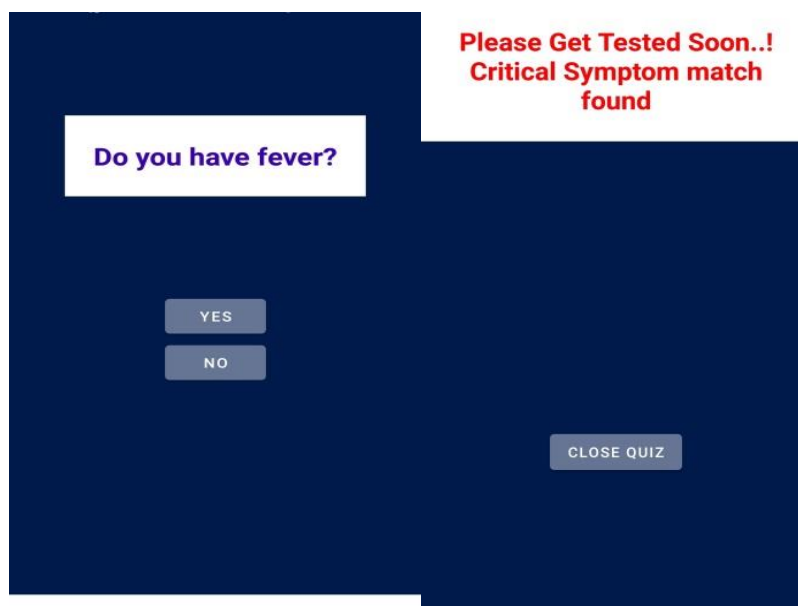 Do you have fever?
YES
NO
Please Get Tested Soon..!
Critical Symptom match
found
CLOSE QUIZ